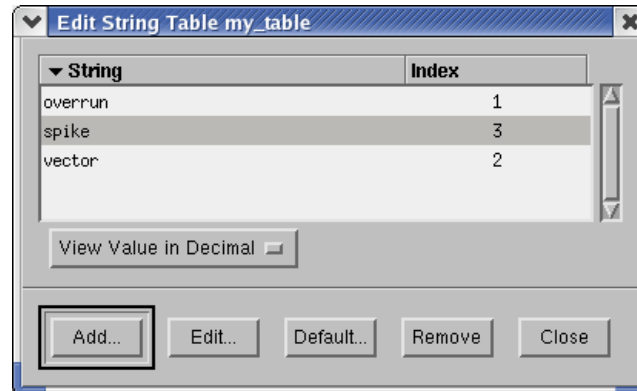 Edit String Table my_table
String Index
overrun 1
spike 3
vector 2
View Value in Decimal
Add... Edit... Default... Remove Close